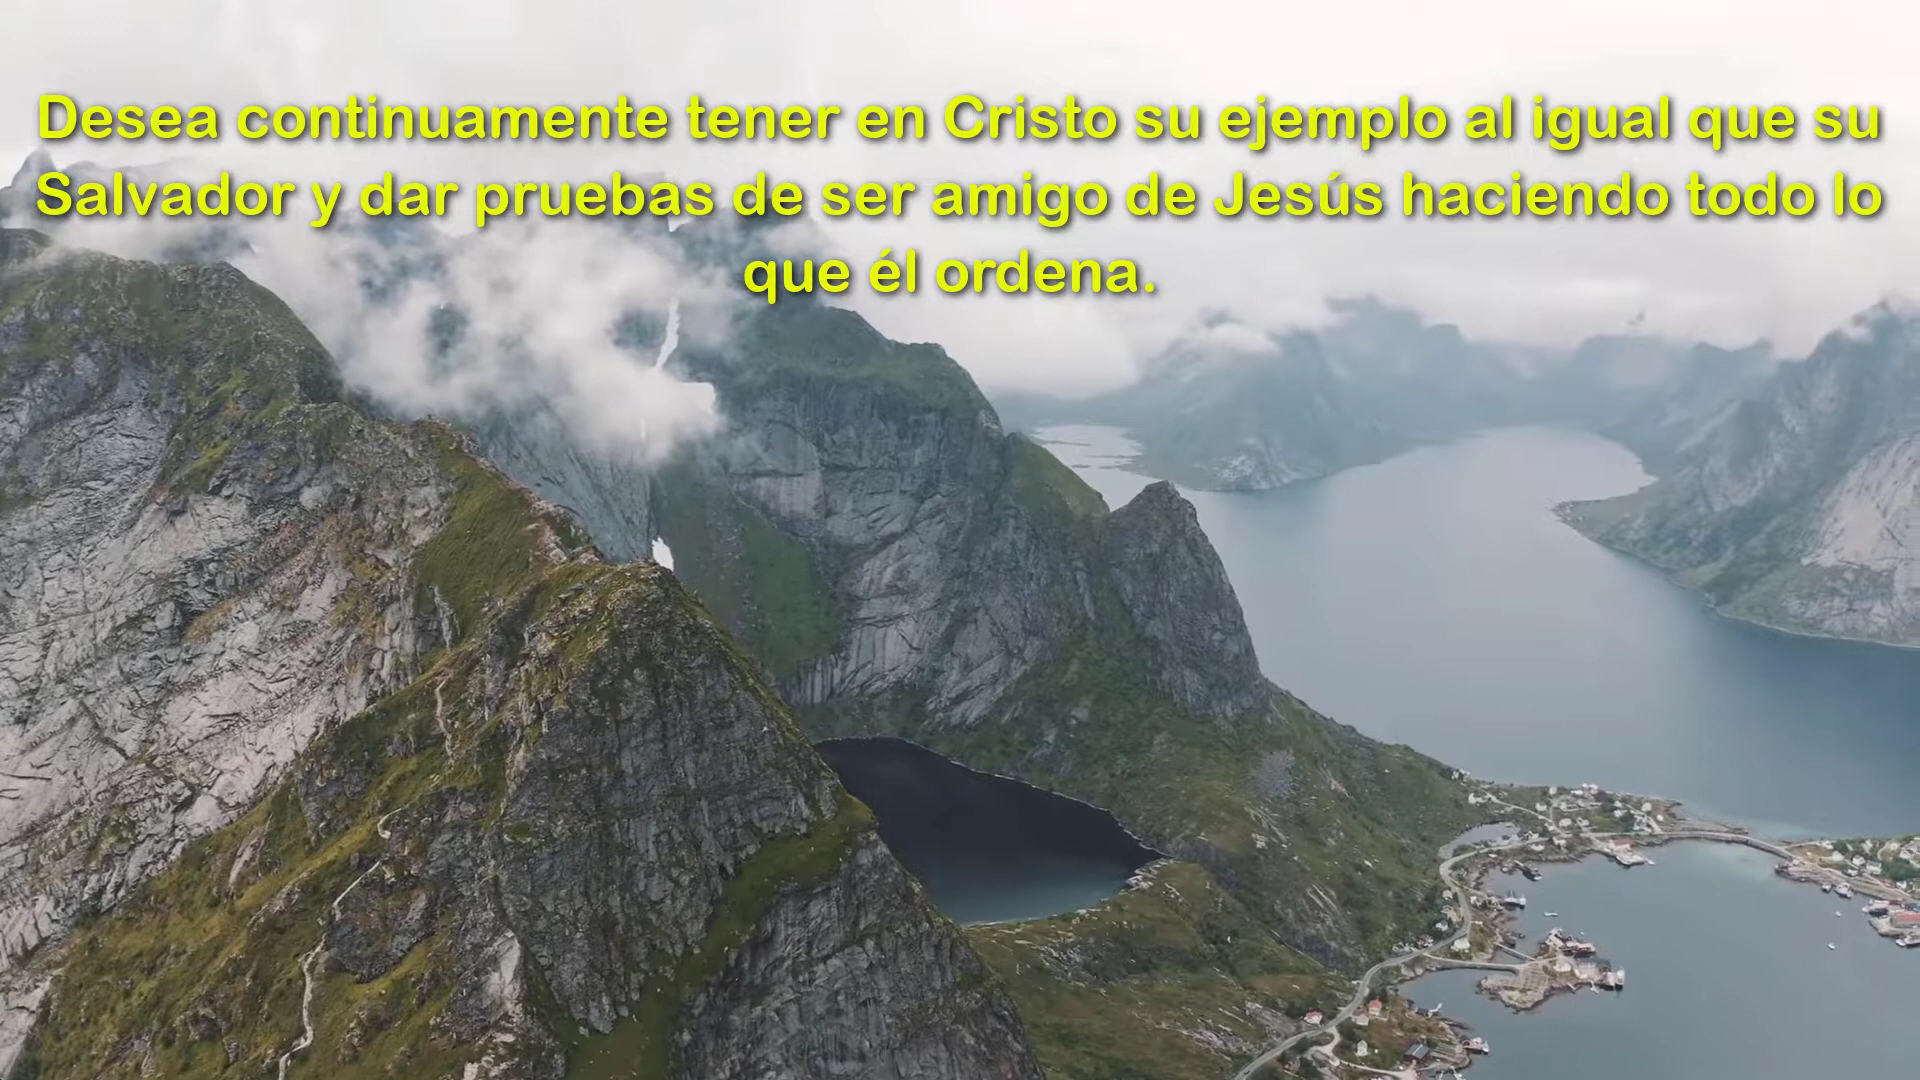 Desea continuamente tener en Cristo su ejemplo al igual que su
Salvador y dar pruebas de ser amigo de Jesús haciendo todo lo
que él ordena.